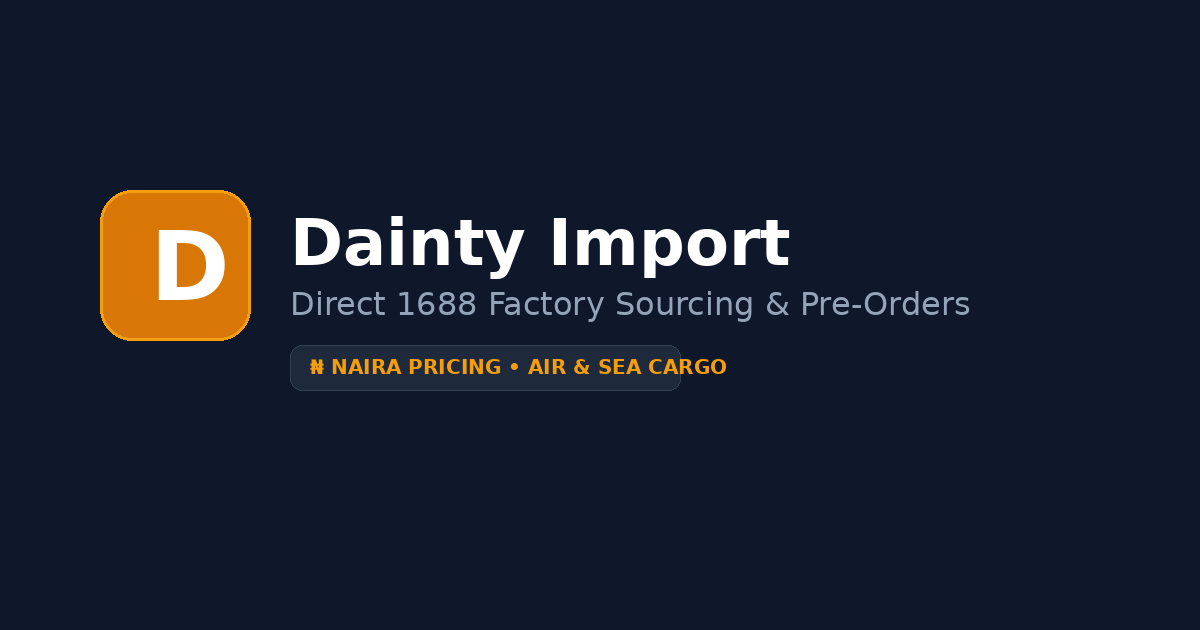 D
Dainty Import
Direct 1688 Factory Sourcing & Pre-Orders
₦ NAIRA PRICING • AIR & SEA CARGO